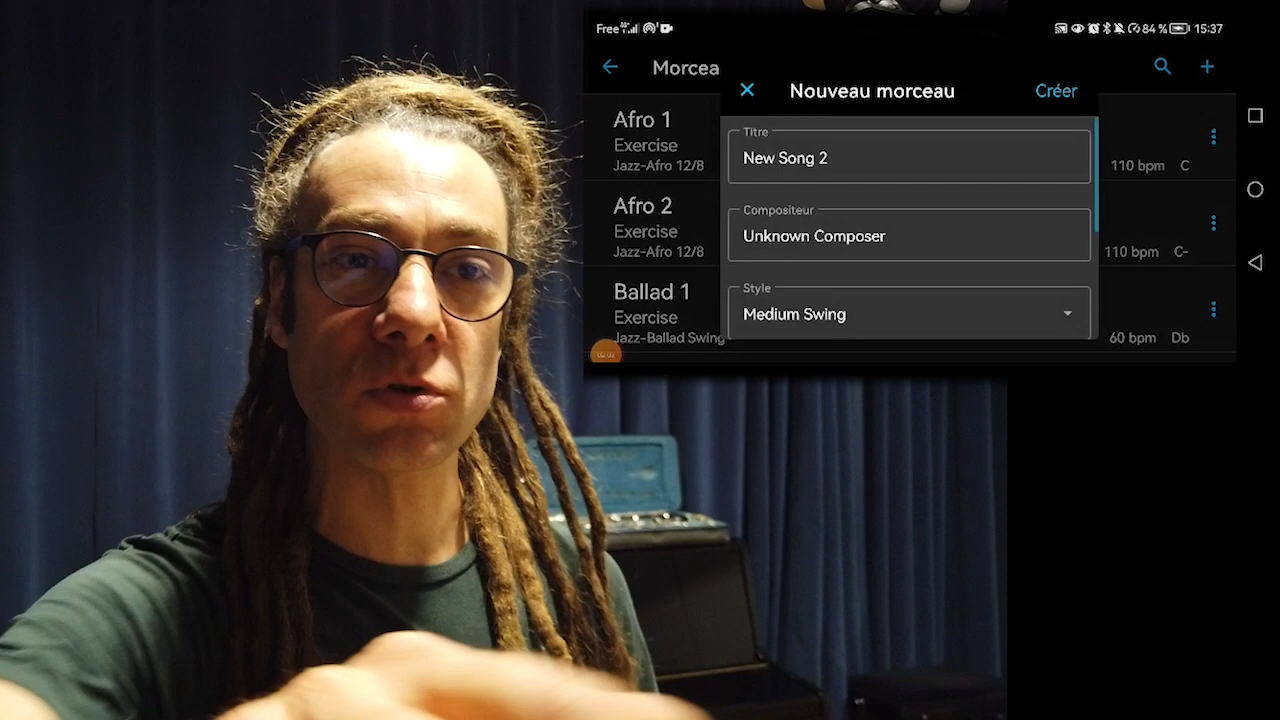 Free
84 %
15:37
Morcea
Nouveau morceau
Créer
Afro 1
Exercise
Jazz-Afro 12/8
110 bpm C
Afro 2
Exercise
Jazz-Afro 12/8
110 bpm C-
Ballad 1
Exercise
Jazz-Ballad Swing
60 bpm Db
Titre
New Song 2
Compositeur
Unknown Composer
Style
Medium Swing
02:02